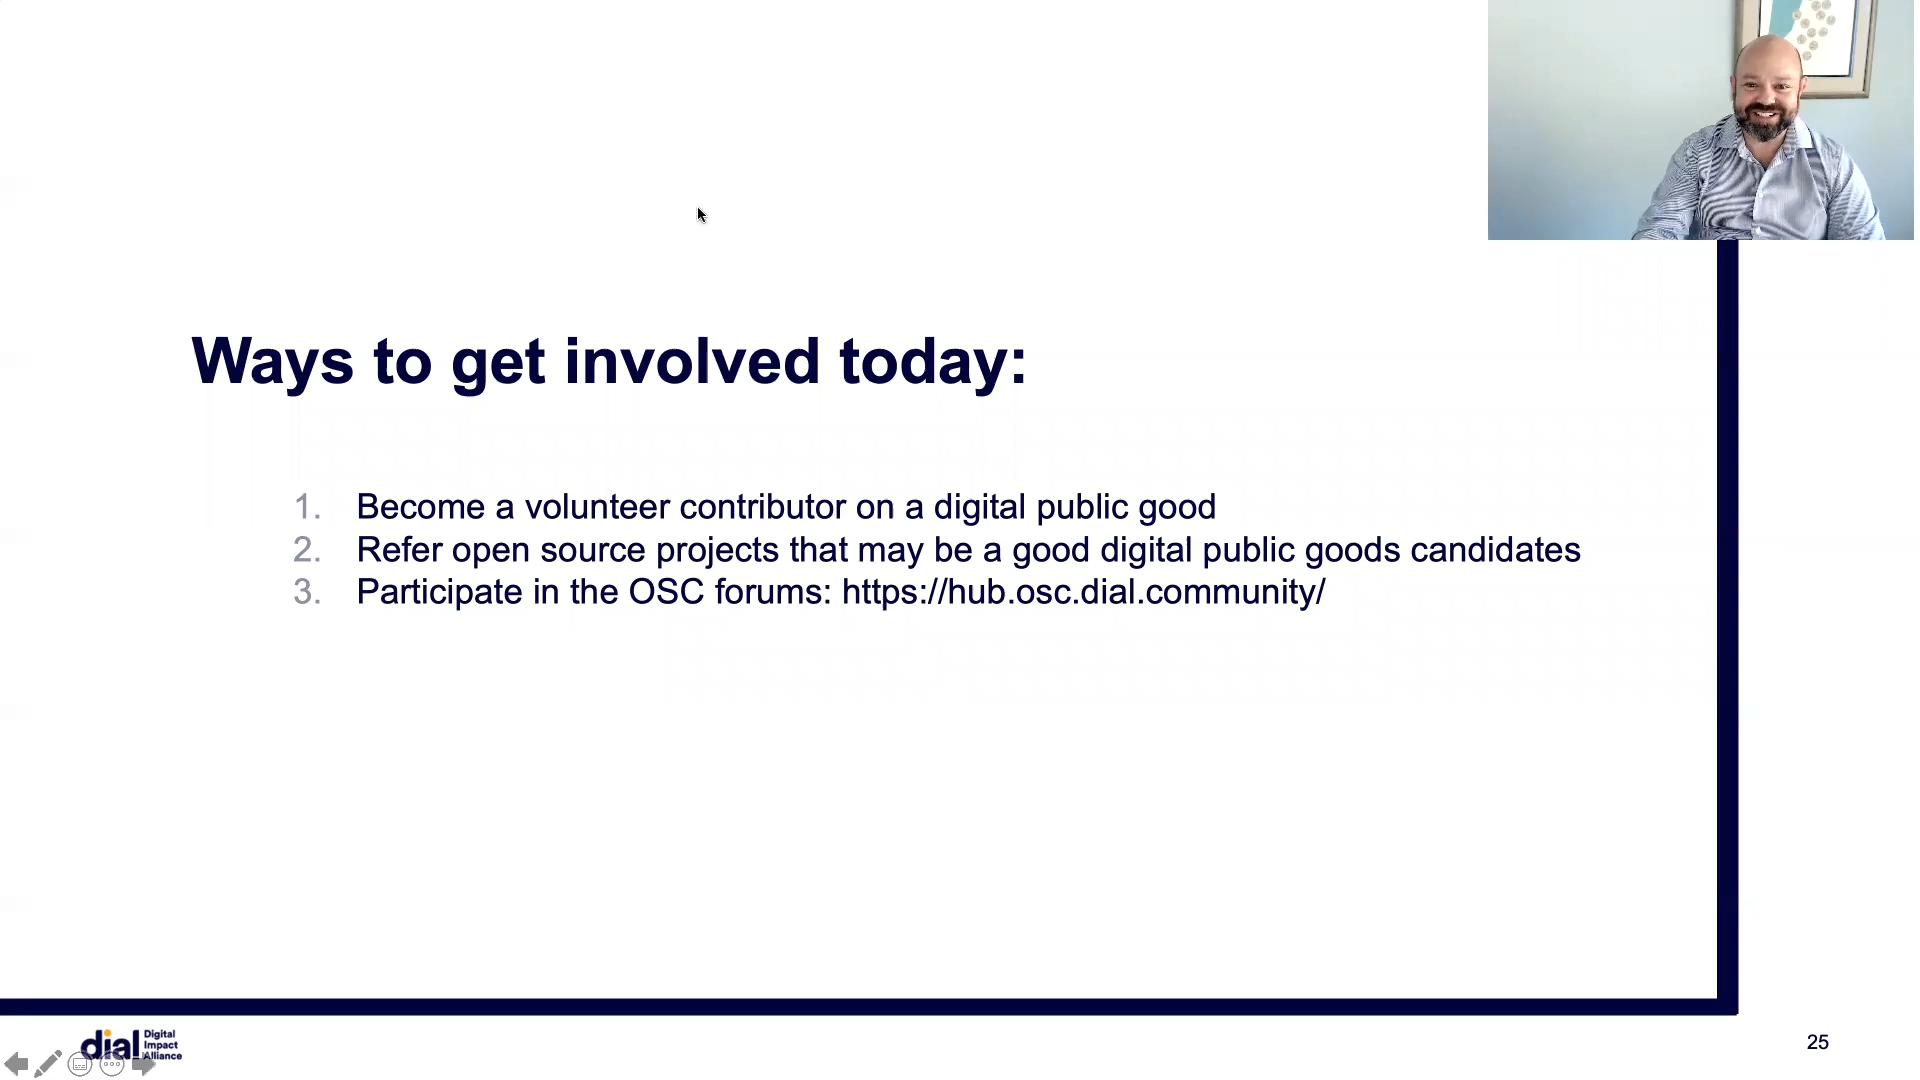 Ways to get involved today:
1. Become a volunteer contributor on a digital public good
2. Refer open source projects that may be a good digital public goods candidates
3. Participate in the OSC forums: https://hub.osc.dial.community/
dial Digital
Impact
Alliance
25